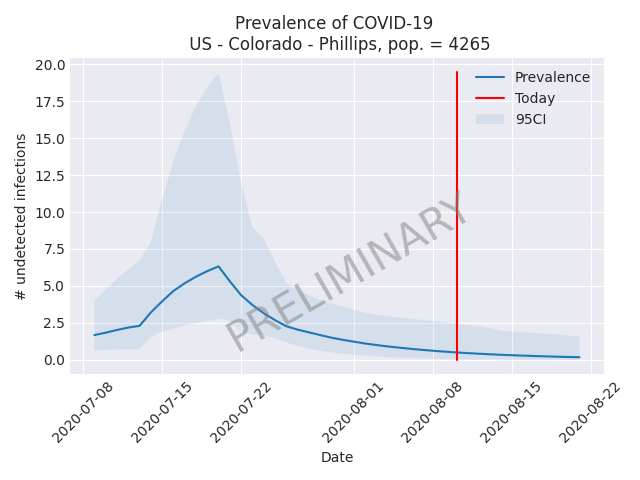 Prevalence of COVID-19
US - Colorado - Phillips, pop. = 4265
20.0
17.5
15.0
12.5
10.0
7.5
5.0
2.5
0.0
# undetected infections
Prevalence
Today
95CI
PRELIMINARY
2020-07-08
2020-07-15
2020-07-22
2020-08-01
2020-08-08
2020-08-15
2020-08-22
Date